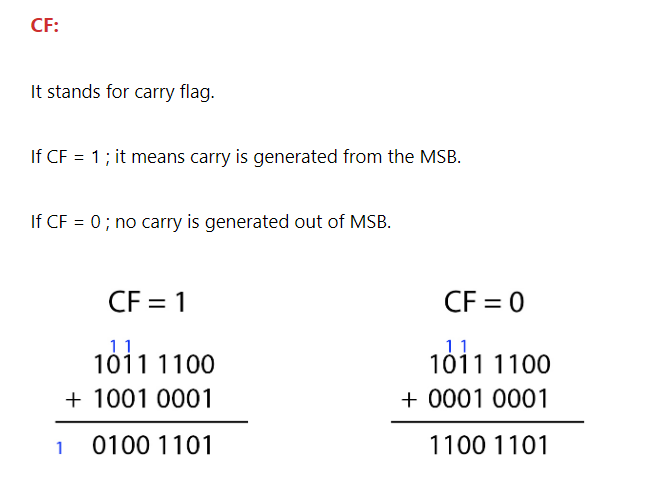 CF:
It stands for carry flag.
If CF = 1 ; it means carry is generated from the MSB.
If CF = 0 ; no carry is generated out of MSB.
CF = 1
1 1
1011 1100
+ 1001 0001
1 0100 1101
CF = 0
1 1
1011 1100
+ 0001 0001
1100 1101